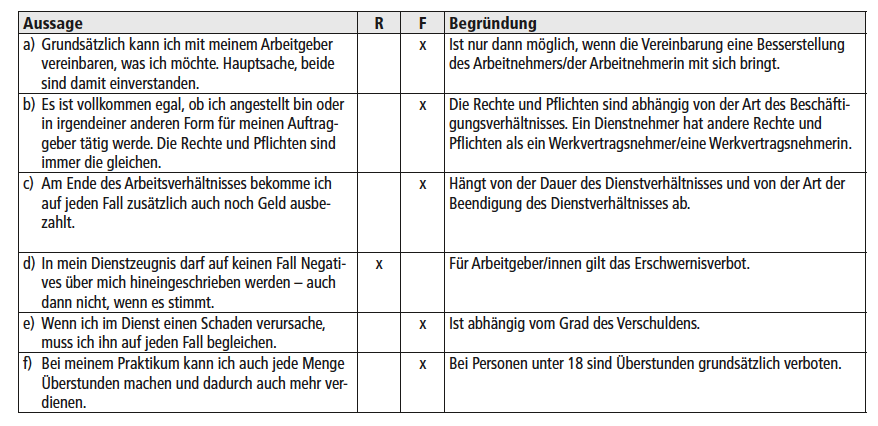 Aussage R F Begründung
a) Grundsätzlich kann ich mit meinem Arbeitgeber
vereinbaren, was ich möchte. Hauptsache, beide
sind damit einverstanden.
x
Ist nur dann möglich, wenn die Vereinbarung eine Besserstellung
des Arbeitnehmers/der Arbeitnehmerin mit sich bringt.
b) Es ist vollkommen egal, ob ich angestellt bin oder
in irgendeiner anderen Form für meinen Auftrag-
geber tätig werde. Die Rechte und Pflichten sind
immer die gleichen.
x
Die Rechte und Pflichten sind abhängig von der Art des Beschäfti-
gungsverhältnisses. Ein Dienstnehmer hat andere Rechte und
Pflichten als ein Werkvertragsnehmer/eine Werkvertragsnehmerin.
c) Am Ende des Arbeitsverhältnisses bekomme ich
auf jeden Fall zusätzlich auch noch Geld ausbe-
zahlt.
x
Hängt von der Dauer des Dienstverhältnisses und von der Art der
Beendigung des Dienstverhältnisses ab.
d) In mein Dienstzeugnis darf auf keinen Fall Negati-
ves über mich hineingeschrieben werden – auch
dann nicht, wenn es stimmt.
x
Für Arbeitgeber/innen gilt das Erschwernisverbot.
e) Wenn ich im Dienst einen Schaden verursache,
muss ich ihn auf jeden Fall begleichen.
x
Ist abhängig vom Grad des Verschuldens.
f) Bei meinem Praktikum kann ich auch jede Menge
Überstunden machen und dadurch auch mehr ver-
dienen.
x
Bei Personen unter 18 sind Überstunden grundsätzlich verboten.